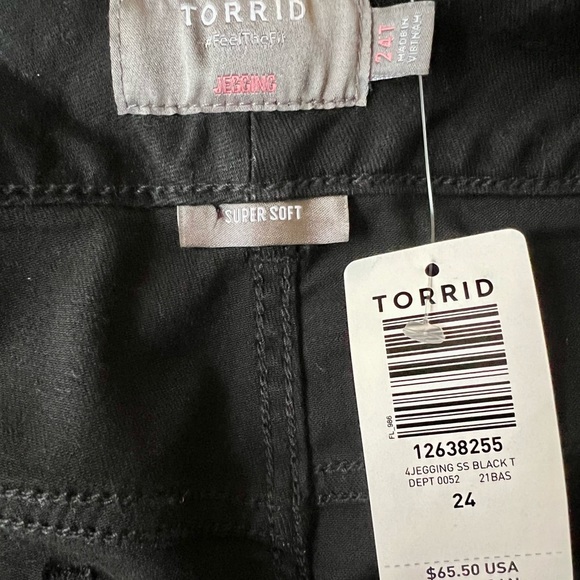 TORRID
#FeelTheFit
JEGGING
24T
MADE IN
VIETNAM
SUPER SOFT
TORRID
FL_986
12638255
4JEGGING SS BLACK T
DEPT 0052 21BAS
24
$65.50 USA